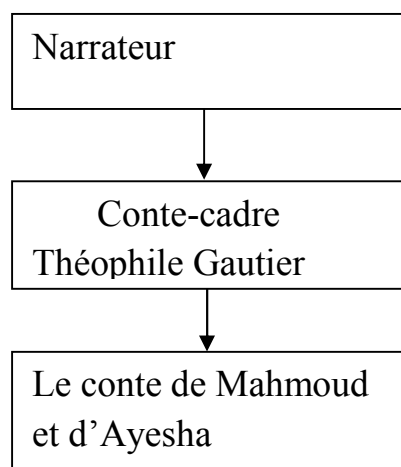 Narrateur
Conte-cadre
Théophile Gautier
Le conte de Mahmoud
et d’Ayesha